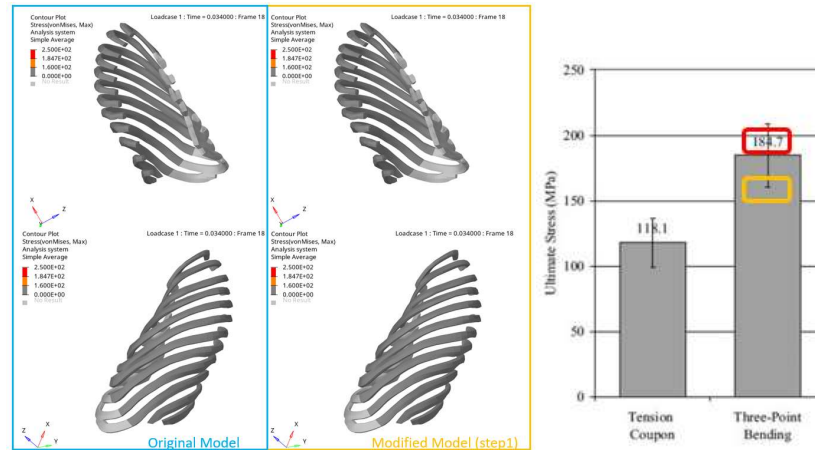 Contour Plot
Stress(vonMises, Max)
Analysis system
Simple Average
2.500E+02
1.847E+02
1.600E+02
0.000E+00
No Result
Loadcase 1 : Time = 0.034000 : Frame 18
X
Z
Y
Contour Plot
Stress(vonMises, Max)
Analysis system
Simple Average
2.500E+02
1.847E+02
1.600E+02
0.000E+00
No Result
Loadcase 1 : Time = 0.034000 : Frame 18
X
Z
Y
Contour Plot
Stress(vonMises, Max)
Analysis system
Simple Average
2.500E+02
1.847E+02
1.600E+02
0.000E+00
No Result
Loadcase 1 : Time = 0.034000 : Frame 18
Z
X
Y
Original Model
Contour Plot
Stress(vonMises, Max)
Analysis system
Simple Average
2.500E+02
1.847E+02
1.600E+02
0.000E+00
No Result
Loadcase 1 : Time = 0.034000 : Frame 18
Z
X
Y
Modified Model (step1)
Ultimate Stress (MPa)
250
200
150
100
50
0
118.1
184.7
Tension
Coupon
Three-Point
Bending